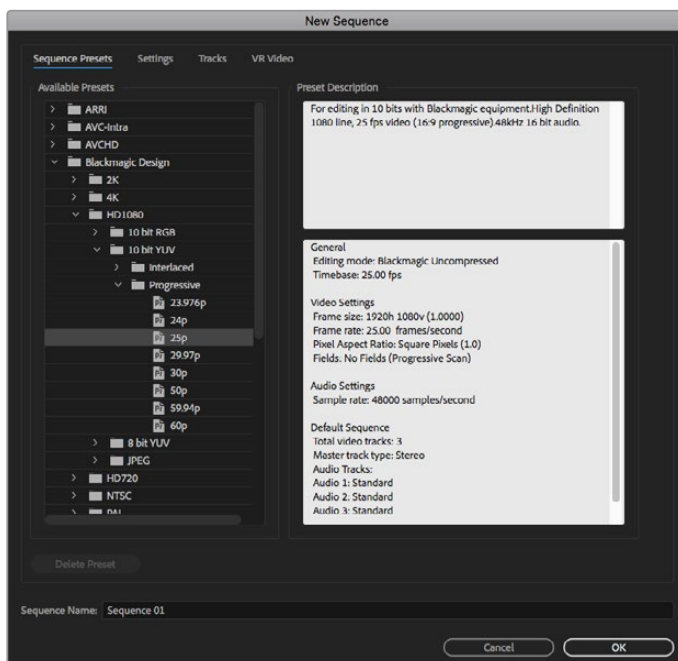 New Sequence
Sequence Presets Settings Tracks VR Video
Available Presets
ARRI
AVC-Intra
AVCHD
Blackmagic Design
2K
4K
HD1080
10 bit RGB
10 bit YUV
Interlaced
Progressive
23.976p
24p
25p
29.97p
30p
50p
59.94p
60p
8 bit YUV
JPEG
HD720
NTSC
PAL
Delete Preset
Preset Description
For editing in 10 bits with Blackmagic equipment.High Definition
1080 line, 25 fps video (16:9 progressive).48kHz 16 bit audio.
General
Editing mode: Blackmagic Uncompressed
Timebase: 25.00 fps
Video Settings
Frame size: 1920h 1080v (1.0000)
Frame rate: 25.00 frames/second
Pixel Aspect Ratio: Square Pixels (1.0)
Fields: No Fields (Progressive Scan)
Audio Settings
Sample rate: 48000 samples/second
Default Sequence
Total video tracks: 3
Master track type: Stereo
Audio Tracks:
Audio 1: Standard
Audio 2: Standard
Audio 3: Standard
Sequence Name: Sequence 01
Cancel OK